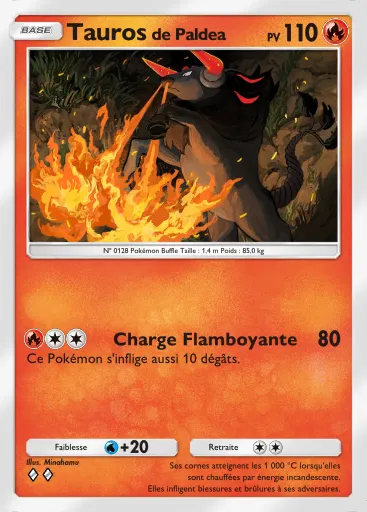 BASE
Tauros de Paldea PV 110
N° 0128 Pokémon Buffle Taille : 1,4 m Poids : 85,0 kg
Charge Flamboyante 80
Ce Pokémon s'inflige aussi 10 dégâts.
Faiblesse +20 Retraite
Illus. Minahamu
Ses cornes atteignent les 1 000 °C lorsqu'elles
sont chauffées par énergie incandescente.
Elles infligent blessures et brûlures à ses adversaires.